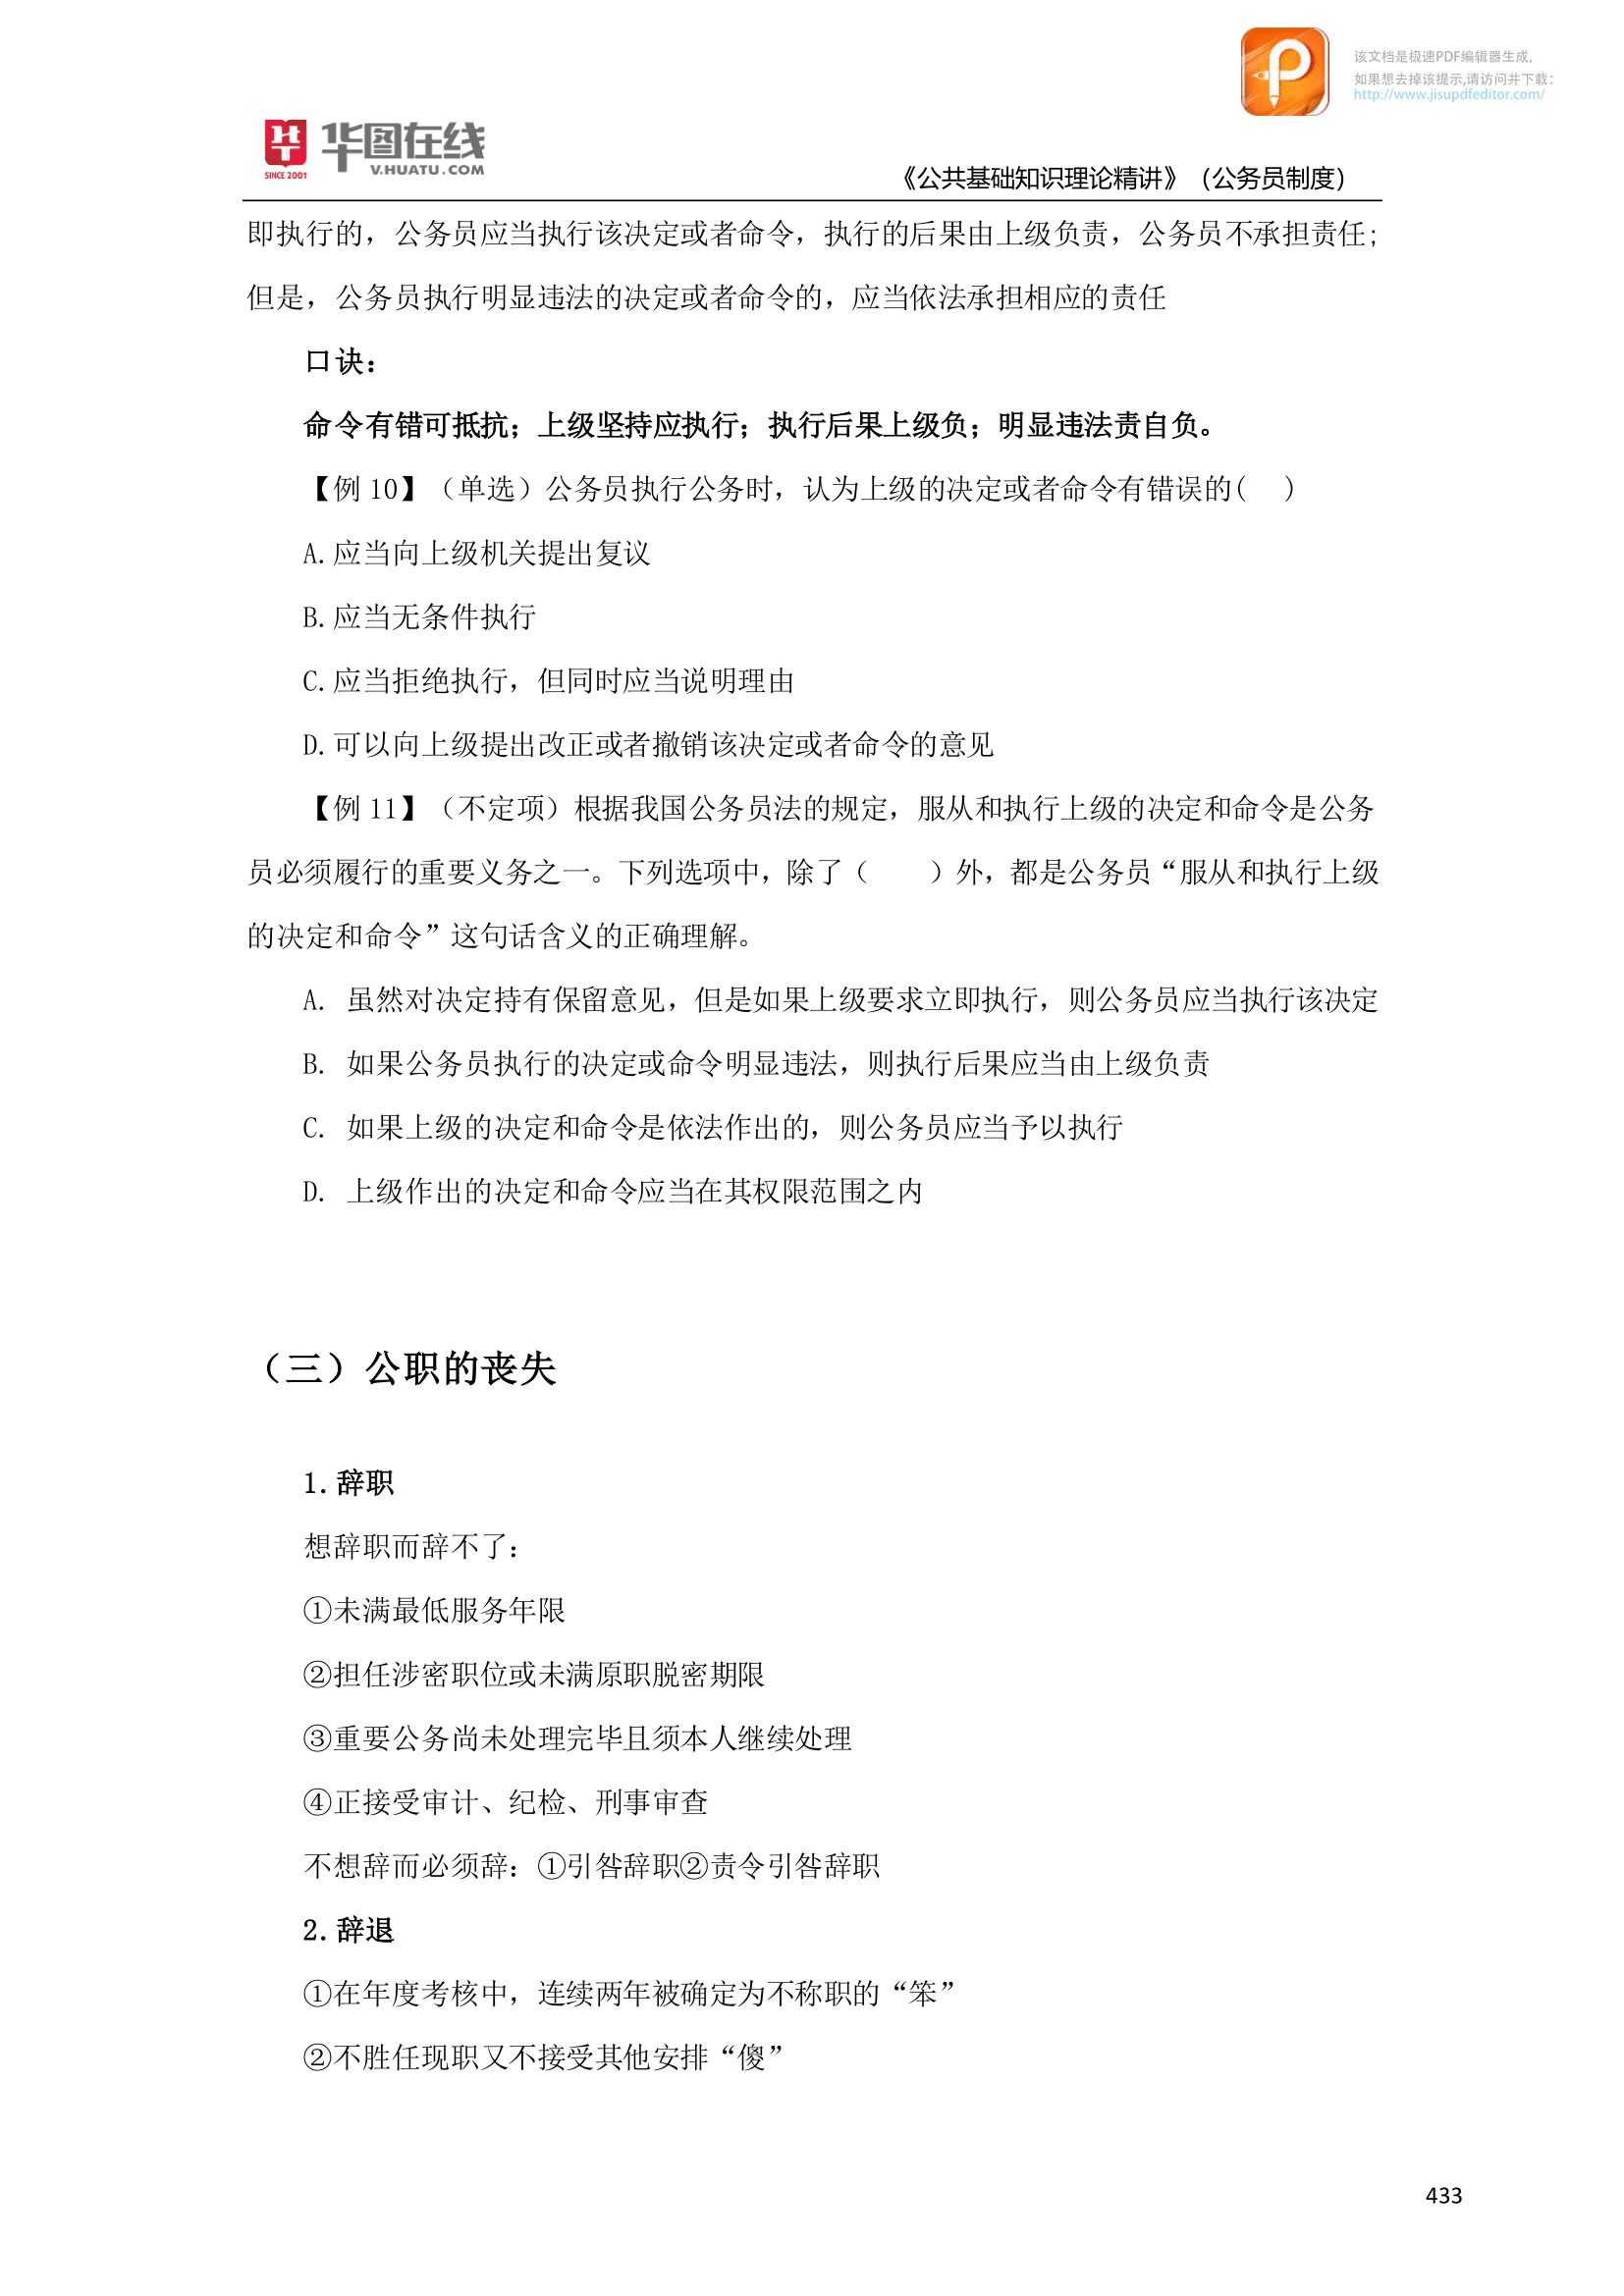 该文档是极速PDF编辑器生成,
如果想去掉该提示,请访问并下载:
http://www.jisupdfeditor.com/
华图在线
V.HUATU.COM
SINCE 2001
《公共基础知识理论精讲》（公务员制度）
即执行的，公务员应当执行该决定或者命令，执行的后果由上级负责，公务员不承担责任；
但是，公务员执行明显违法的决定或者命令的，应当依法承担相应的责任
口诀：
命令有错可抵抗；上级坚持应执行；执行后果上级负；明显违法责自负。
【例 10】（单选）公务员执行公务时，认为上级的决定或者命令有错误的(  )
A.应当向上级机关提出复议
B.应当无条件执行
C.应当拒绝执行，但同时应当说明理由
D.可以向上级提出改正或者撤销该决定或者命令的意见
【例 11】（不定项）根据我国公务员法的规定，服从和执行上级的决定和命令是公务
员必须履行的重要义务之一。下列选项中，除了（  ）外，都是公务员“服从和执行上级
的决定和命令”这句话含义的正确理解。
A. 虽然对决定持有保留意见，但是如果上级要求立即执行，则公务员应当执行该决定
B. 如果公务员执行的决定或命令明显违法，则执行后果应当由上级负责
C. 如果上级的决定和命令是依法作出的，则公务员应当予以执行
D. 上级作出的决定和命令应当在其权限范围之内
（三）公职的丧失
1.辞职
想辞职而辞不了：
①未满最低服务年限
②担任涉密职位或未满原职脱密期限
③重要公务尚未处理完毕且须本人继续处理
④正接受审计、纪检、刑事审查
不想辞而必须辞：①引咎辞职②责令引咎辞职
2.辞退
①在年度考核中，连续两年被确定为不称职的“笨”
②不胜任现职又不接受其他安排“傻”
433